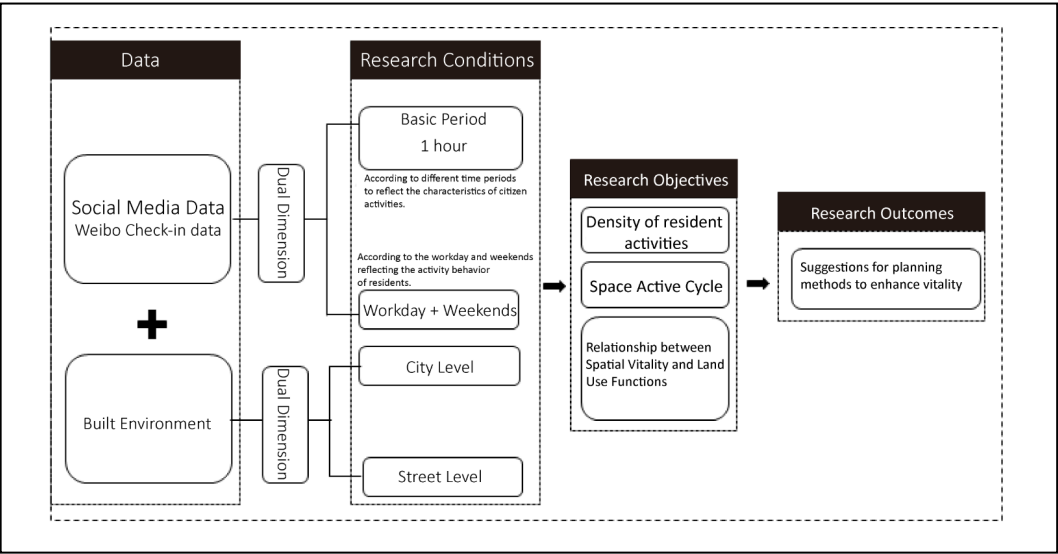 Data
Social Media Data
Weibo Check-in data
Built Environment
Dual Dimension
Dual Dimension
Research Conditions
Basic Period
1 hour
According to different time periods
to reflect the characteristics of citizen
activities.
According to the workday and weekends
reflecting the activity behavior
of residents.
Workday + Weekends
City Level
Street Level
Research Objectives
Density of resident
activities
Space Active Cycle
Relationship between
Spatial Vitality and Land
Use Functions
Research Outcomes
Suggestions for planning
methods to enhance vitality